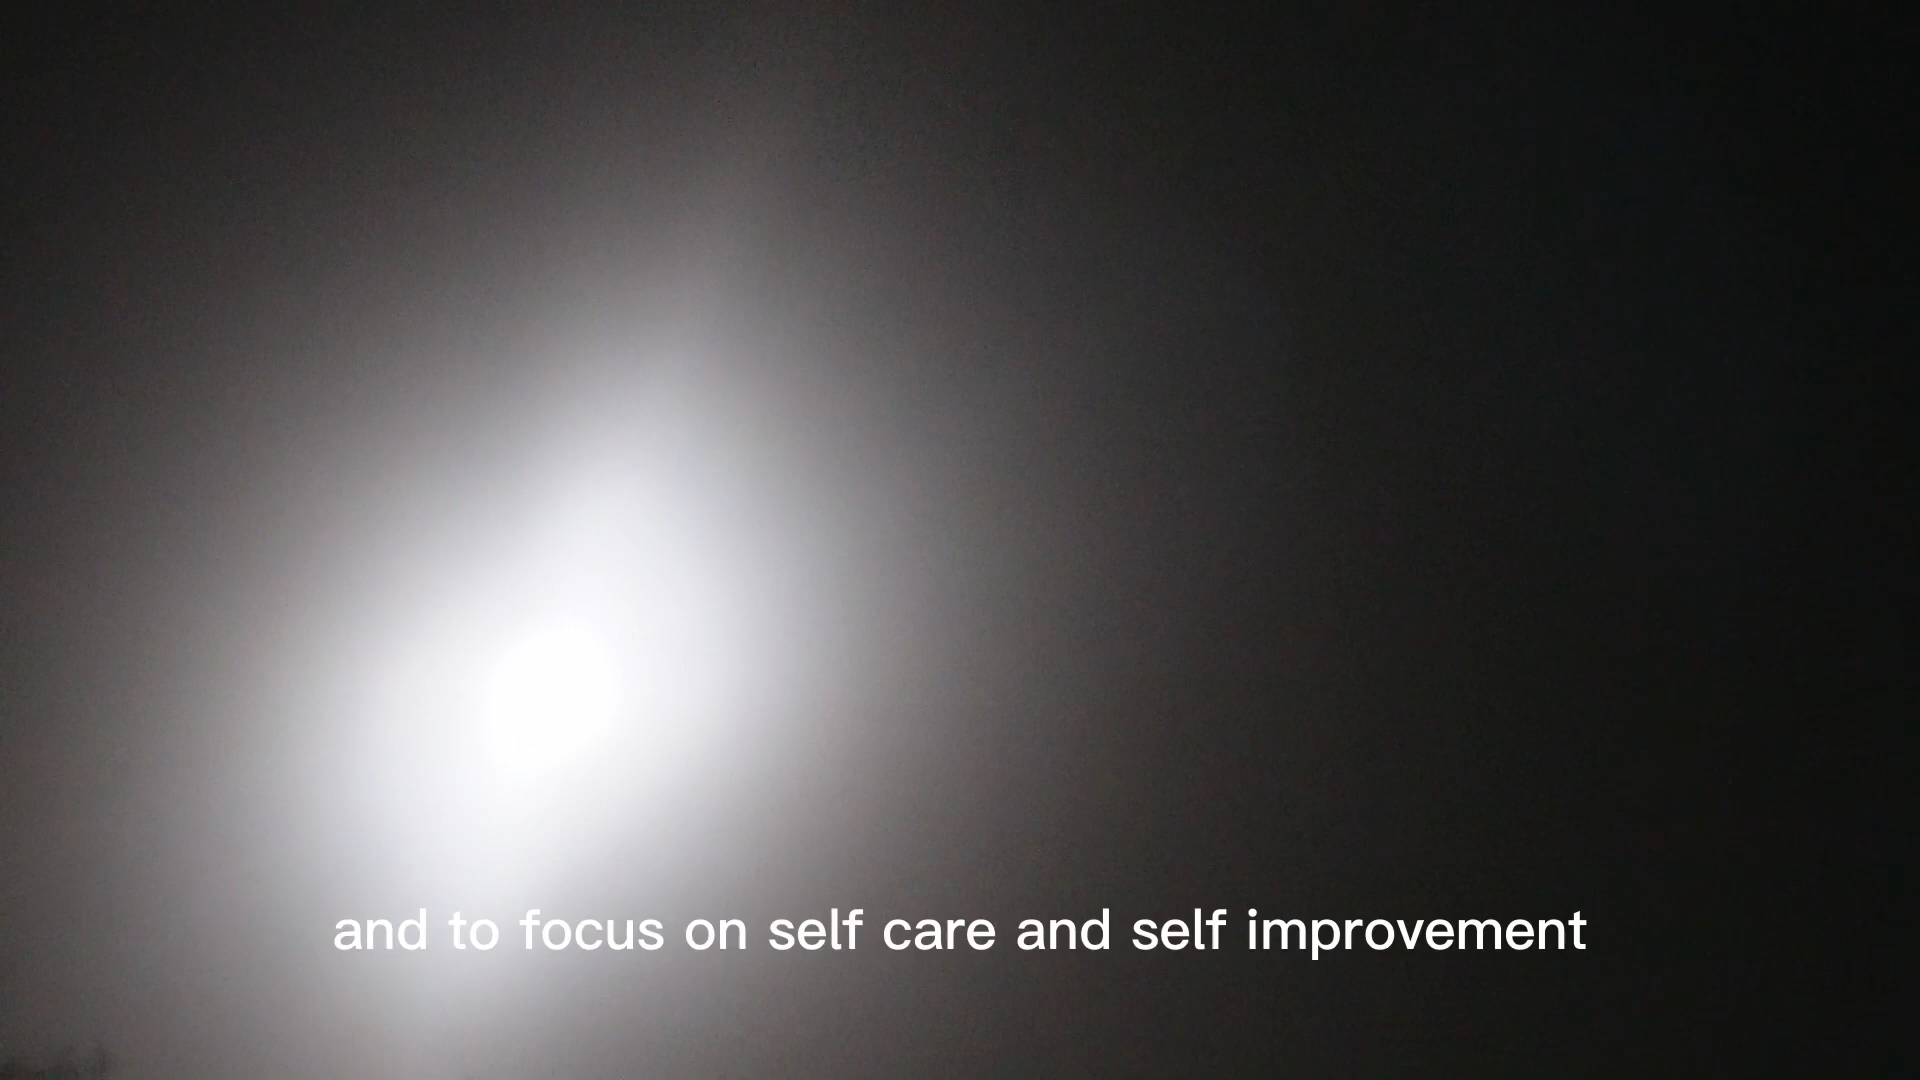 and to focus on self care and self improvement